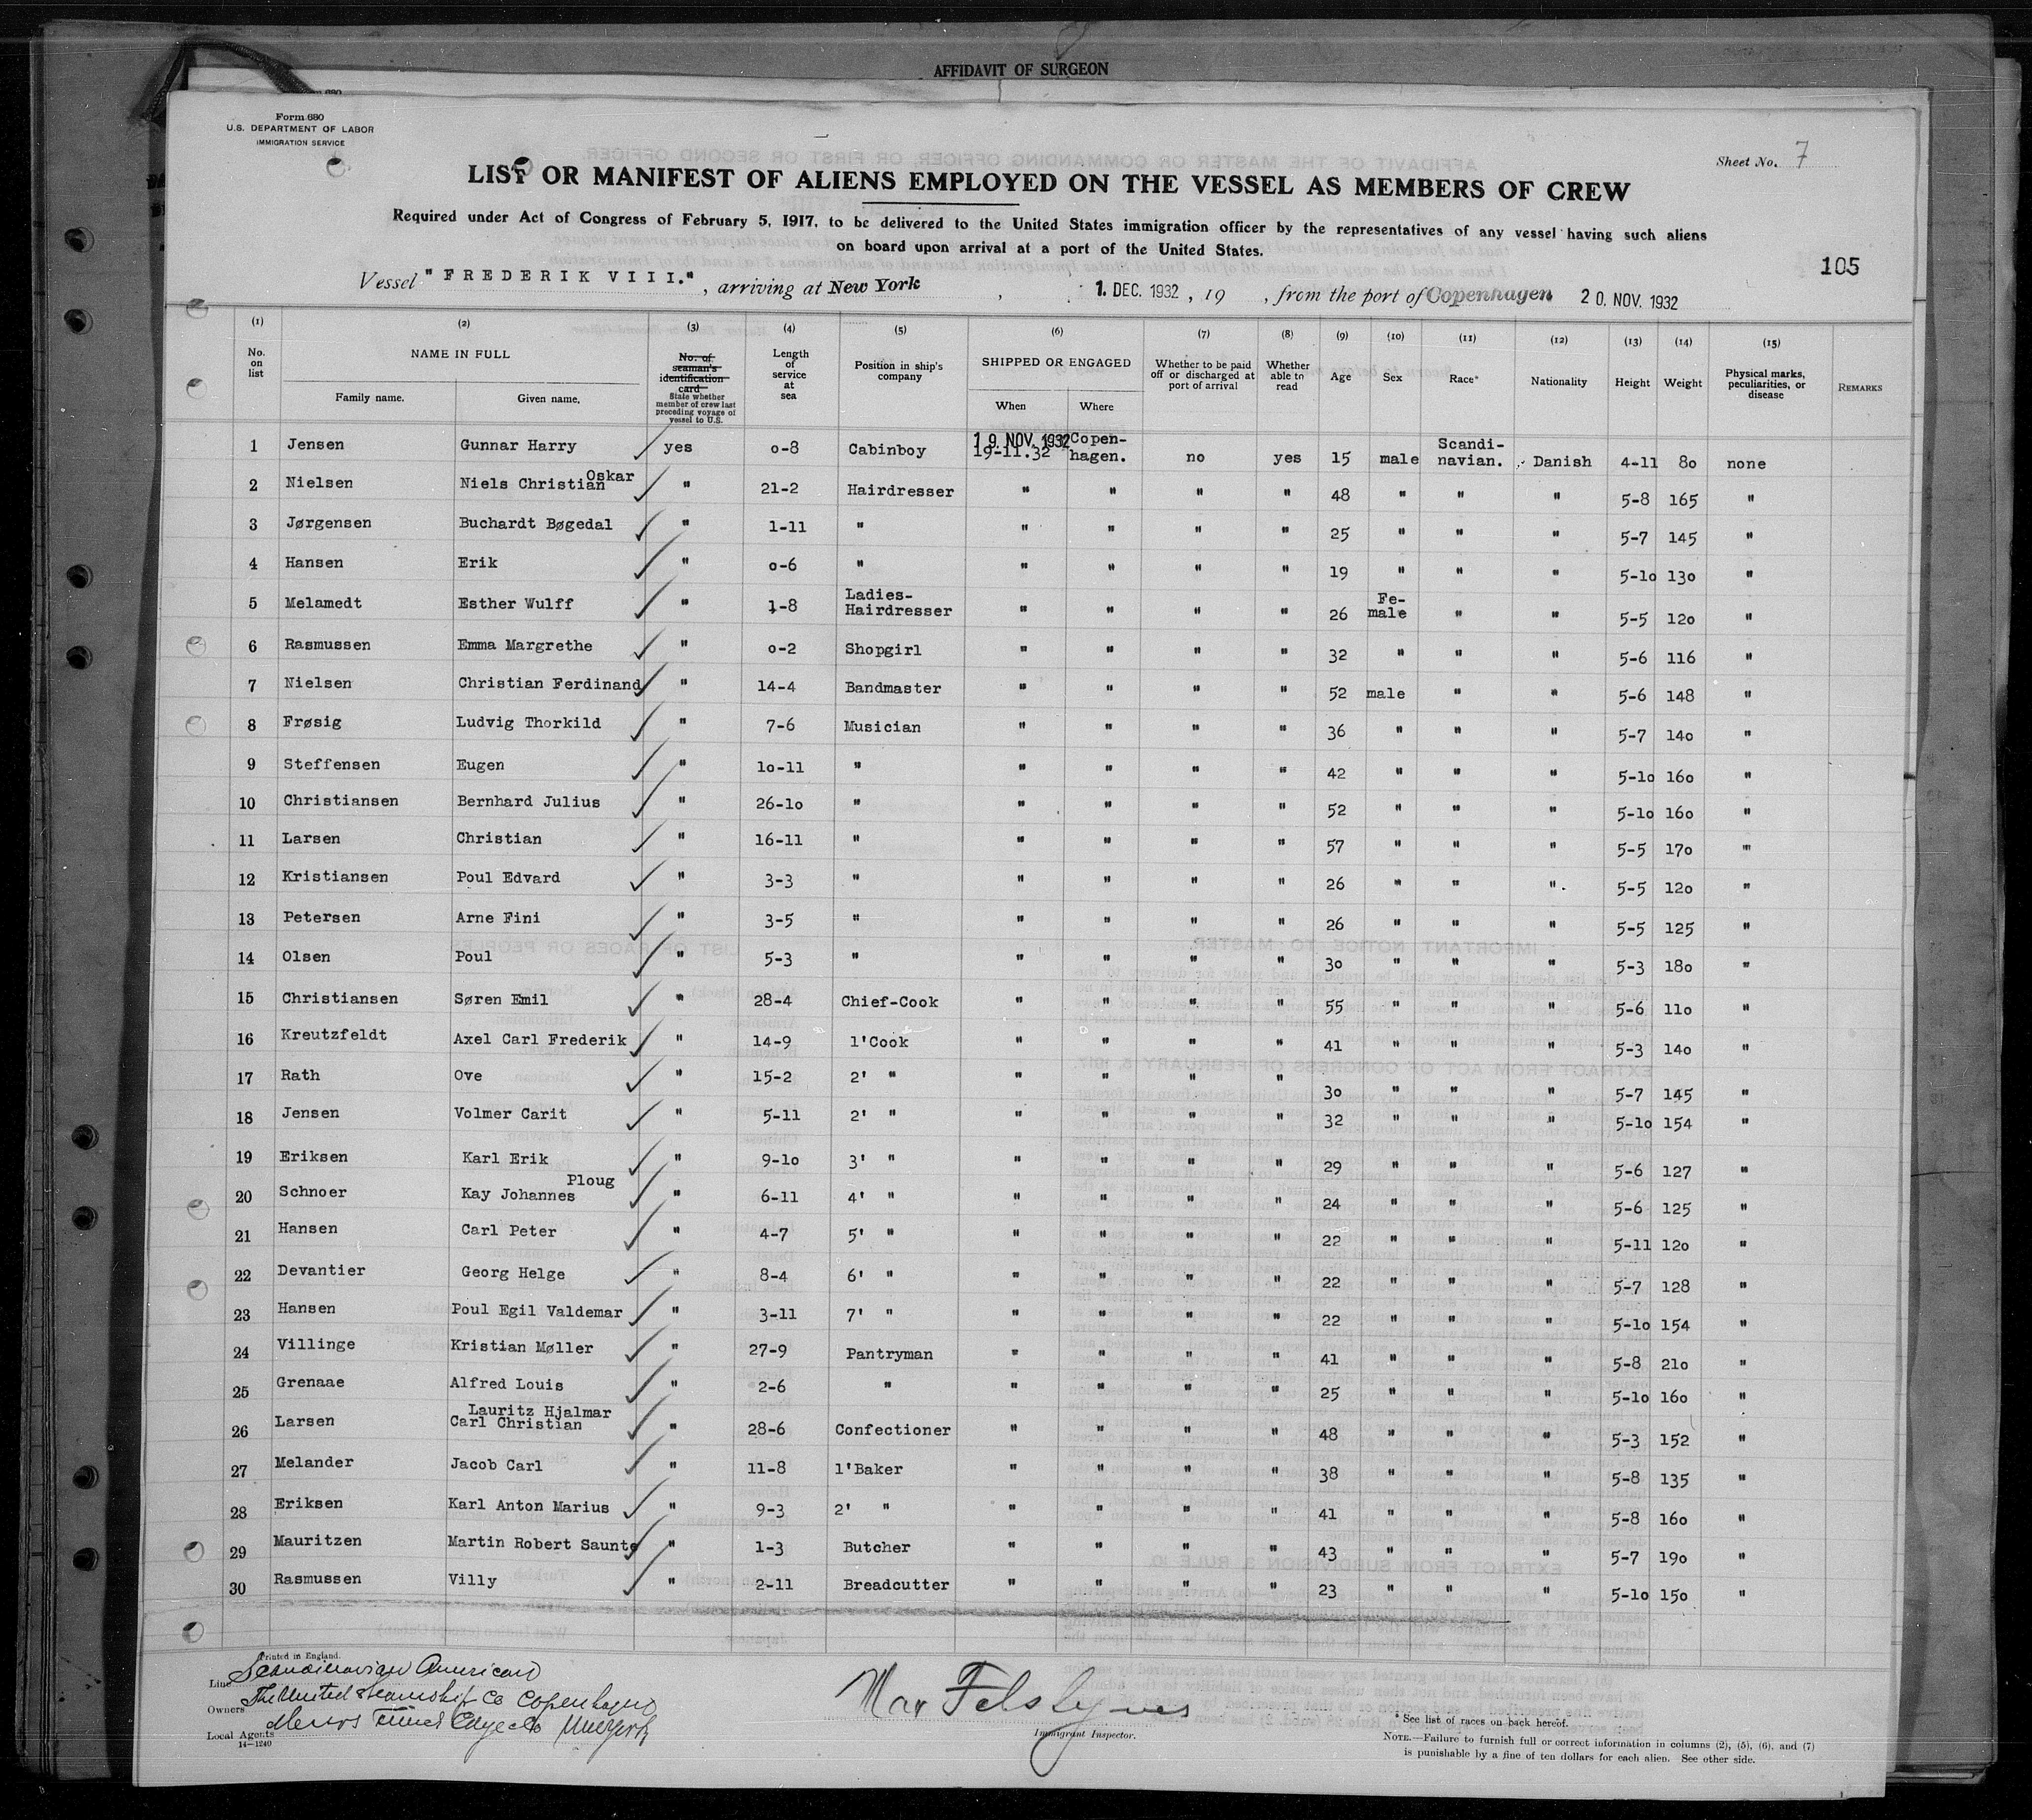 AFFIDAVIT OF SURGEON
Form 680
U.S. DEPARTMENT OF LABOR
IMMIGRATION SERVICE
Sheet No. 7
LIST OR MANIFEST OF ALIENS EMPLOYED ON THE VESSEL AS MEMBERS OF CREW
Required under Act of Congress of February 5, 1917, to be delivered to the United States immigration officer by the representatives of any vessel having such aliens
on board upon arrival at a port of the United States.
105
Vessel "FREDERIK VIII.", arriving at New York, 1. DEC. 1932, 19 , from the port of Copenhagen 20. NOV. 1932
(1) (2) (3) (4) (5) (6) (7) (8) (9) (10) (11) (12) (13) (14) (15)
No. on list
NAME IN FULL
Family name. Given name.
No. of seaman's identification card
State whether member of crew last preceding voyage of vessel to U.S.
Length of service at sea
Position in ship's company
SHIPPED OR ENGAGED
When Where
Whether to be paid off or discharged at port of arrival
Whether able to read
Age
Sex
Race*
Nationality
Height
Weight
Physical marks, peculiarities, or disease
REMARKS
1 Jensen Gunnar Harry yes 0-8 Cabinboy 19. NOV. 1932 19-11.32 Copen-hagen. no yes 15 male Scandi-navian. Danish 4-11 80 none
2 Nielsen Niels Christian Oskar " 21-2 Hairdresser " " " " 48 " " " 5-8 165 "
3 Jørgensen Buchardt Bøgedal " 1-11 " " " " " 25 " " " 5-7 145 "
4 Hansen Erik " 0-6 " " " " " 19 " " " 5-10 130 "
5 Melamedt Esther Wulff " 1-8 Ladies-Hairdresser " " " " 26 Fe-male " " 5-5 120 "
6 Rasmussen Emma Margrethe " 0-2 Shopgirl " " " " 32 " " " 5-6 116 "
7 Nielsen Christian Ferdinand " 14-4 Bandmaster " " " " 52 male " " 5-6 148 "
8 Frøsig Ludvig Thorkild " 7-6 Musician " " " " 36 " " " 5-7 140 "
9 Steffensen Eugen " 10-11 " " " " " 42 " " " 5-10 160 "
10 Christiansen Bernhard Julius " 26-10 " " " " " 52 " " " 5-10 160 "
11 Larsen Christian " 16-11 " " " " " 57 " " " 5-5 170 "
12 Kristiansen Poul Edvard " 3-3 " " " " " 26 " " " 5-5 120 "
13 Petersen Arne Fini " 3-5 " " " " " 26 " " " 5-5 125 "
14 Olsen Poul " 5-3 " " " " " 30 " " " 5-3 180 "
15 Christiansen Søren Emil " 28-4 Chief-Cook " " " " 55 " " " 5-6 110 "
16 Kreutzfeldt Axel Carl Frederik " 14-9 1'Cook " " " " 41 " " " 5-3 140 "
17 Rath Ove " 15-2 2' " " " " " 30 " " " 5-7 145 "
18 Jensen Volmer Carit " 5-11 2' " " " " " 32 " " " 5-10 154 "
19 Eriksen Karl Erik " 9-10 3' " " " " " 29 " " " 5-6 127 "
20 Schnoer Kay Johannes Ploug " 6-11 4' " " " " " 24 " " " 5-6 125 "
21 Hansen Carl Peter " 4-7 5' " " " " " 22 " " " 5-11 120 "
22 Devantier Georg Helge " 8-4 6' " " " " " 22 " " " 5-7 128 "
23 Hansen Poul Egil Valdemar " 3-11 7' " " " " " 22 " " " 5-10 154 "
24 Villinge Kristian Møller " 27-9 Pantryman " " " " 41 " " " 5-8 210 "
25 Grenaae Alfred Louis " 2-6 " " " " " 25 " " " 5-10 160 "
26 Larsen Carl Christian Lauritz Hjalmar " 28-6 Confectioner " " " " 48 " " " 5-3 152 "
27 Melander Jacob Carl " 11-8 1'Baker " " " " 38 " " " 5-8 135 "
28 Eriksen Karl Anton Marius " 9-3 2' " " " " " 41 " " " 5-8 160 "
29 Mauritzen Martin Robert Saunte " 1-3 Butcher " " " " 43 " " " 5-7 190 "
30 Rasmussen Villy " 2-11 Breadcutter " " " " 23 " " " 5-10 150 "
Printed in England.
Line Scandinavian American
Owners The United Steamship Co Copenhagen
Local Agents
14-1240
Max
Immigrant Inspector.
* See list of races on back hereof.
NOTE.—Failure to furnish full or correct information in columns (2), (5), (6), and (7)
is punishable by a fine of ten dollars for each alien. See other side.